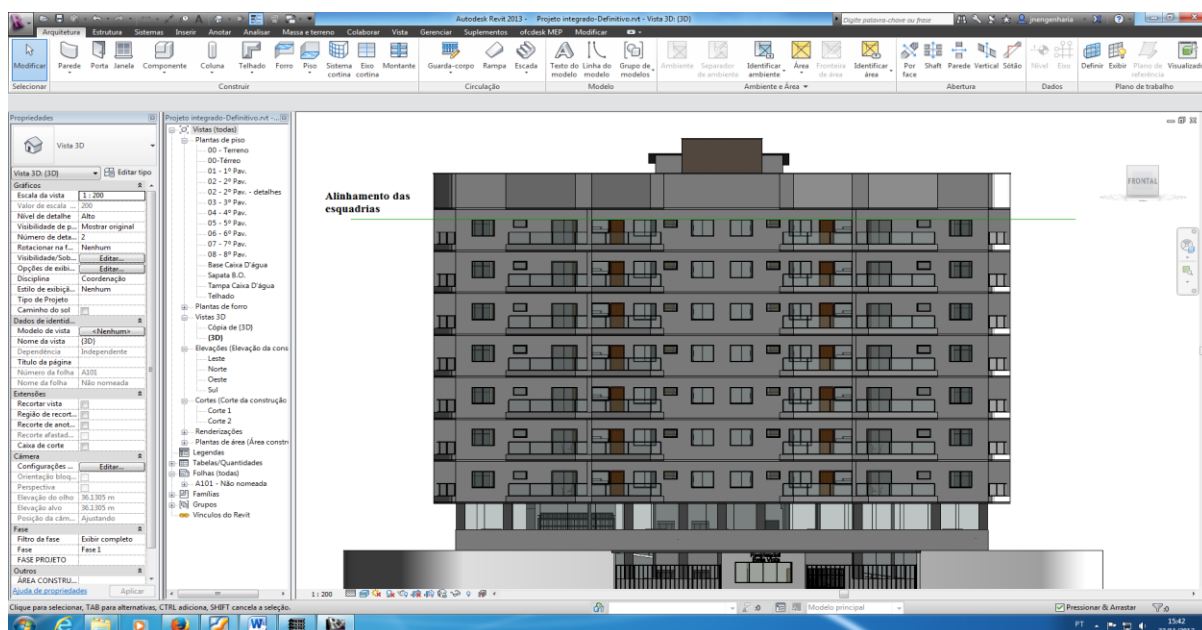 Autodesk Revit 2013 - Projeto integrado-Definitivo.rvt - Vista 3D: {3D}
Digite palavra-chave ou frase
jnengenharia
Arquitetura Estrutura Sistemas Inserir Anotar Analisar Massa e terreno Colaborar Vista Gerenciar Suplementos ofcdesk MEP Modificar
Modificar Parede Porta Janela Componente Coluna Telhado Forro Piso Sistema cortina Eixo cortina Montante Guarda-corpo Rampa Escada Texto do modelo Linha do modelo Grupo de modelos Ambiente Separador de ambiente Identificar ambiente Área Fronteira de área Identificar área Por face Shaft Parede Vertical Sótão Nível Eixo Definir Exibir Plano de referência Visualizad
Selecionar Construir Circulação Modelo Ambiente e Área Abertura Dados Plano de trabalho
Propriedades
Vista 3D
Vista 3D: {3D} Editar tipo
Gráficos
Escala da vista 1 : 200
Valor de escala ... 200
Nível de detalhe Alto
Visibilidade de p... Mostrar original
Número de deta... 2
Rotacionar na f... Nenhum
Visibilidade/Sob... Editar...
Opções de exibi... Editar...
Disciplina Coordenação
Estilo de exibiçã... Nenhum
Tipo de Projeto
Caminho do sol
Dados de identid...
Modelo de vista <Nenhum>
Nome da vista {3D}
Dependência Independente
Título da página
Número da folha A101
Nome da folha Não nomeada
Extensões
Recortar vista
Região de recort...
Recorte de anot...
Recorte afastad...
Caixa de corte
Câmera
Configurações ... Editar...
Orientação bloq...
Perspectiva
Elevação do olho 36.1305 m
Elevação alvo 36.1305 m
Posição da câm... Ajustando
Fase
Filtro da fase Exibir completo
Fase Fase 1
FASE PROJETO
Outros
ÁREA CONSTRU...
Ajuda de propriedades Aplicar
Projeto integrado-Definitivo.rvt -...
Vistas (todas)
Plantas de piso
00 - Terreno
00-Térreo
01 - 1º Pav.
02 - 2º Pav.
02 - 2º Pav. - detalhes
03 - 3º Pav.
04 - 4º Pav.
05 - 5º Pav.
06 - 6º Pav.
07 - 7º Pav.
08 - 8º Pav.
Base Caixa D'água
Sapata B.O.
Tampa Caixa D'água
Telhado
Plantas de forro
Vistas 3D
Cópia de {3D}
{3D}
Elevações (Elevação da cons
Leste
Norte
Oeste
Sul
Cortes (Corte da construção
Corte 1
Corte 2
Renderizações
Plantas de área (Área constr
Legendas
Tabelas/Quantidades
Folhas (todas)
A101 - Não nomeada
Famílias
Grupos
Vínculos do Revit
Alinhamento das
esquadrias
FRONTAL
1 : 200
Clique para selecionar, TAB para alternativas, CTRL adiciona, SHIFT cancela a seleção.
:0
Modelo principal
Pressionar & Arrastar
:0
PT
15:42